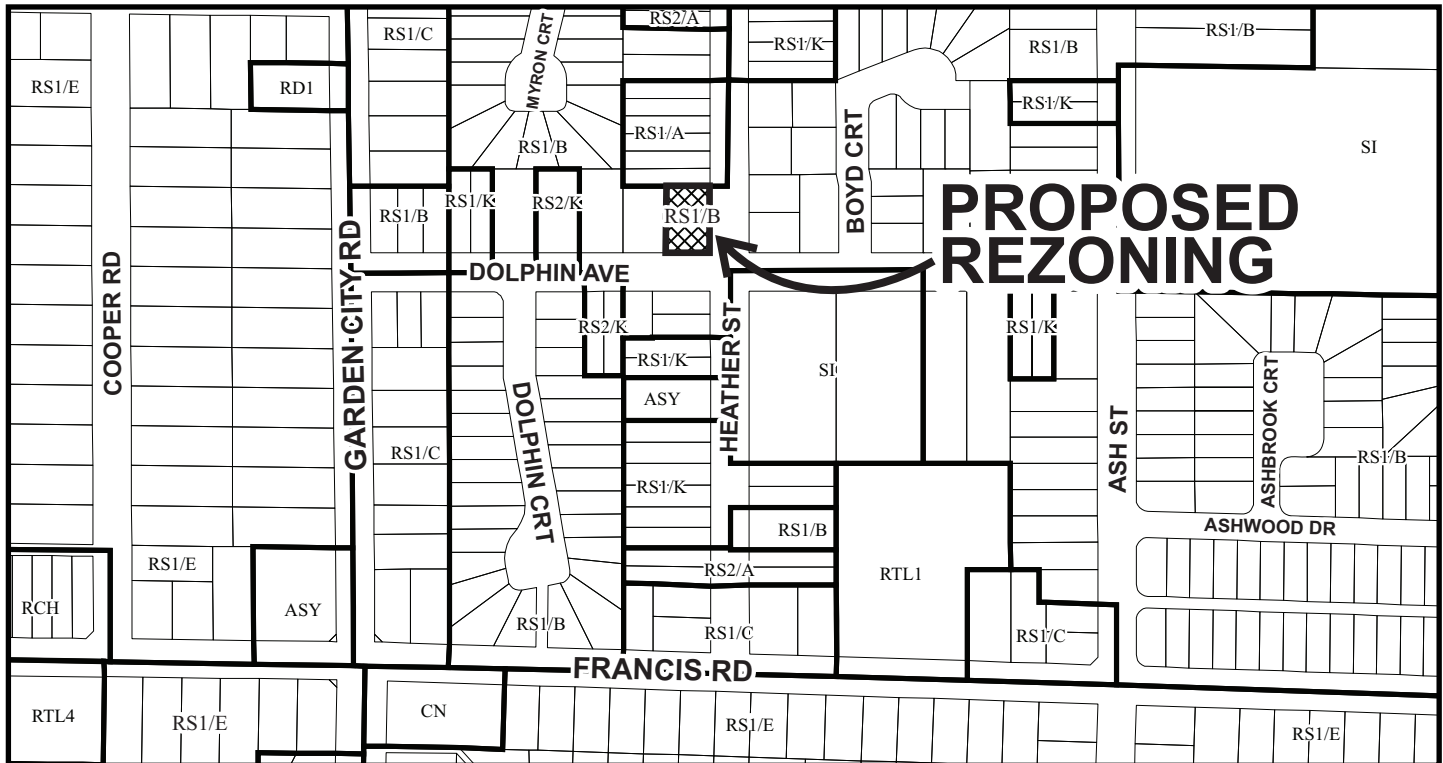 RS2/A
RS1/C
RS1/K
RS1/B
RS1/B
RS1/E
RD1
MYRON CRT
RS1/K
RS1/A
RS1/B
BOYD CRT
SI
RS1/B
RS1/K
RS2/K
RS1/B
PROPOSED
REZONING
COOPER RD
GARDEN CITY RD
DOLPHIN AVE
RS2/K
RS1/K
HEATHER ST
RS1/K
SI
ASY
DOLPHIN CRT
ASH ST
ASHBROOK CRT
RS1/C
RS1/B
RS1/K
RS1/B
ASHWOOD DR
RS1/E
RS2/A
RTL1
RCH
ASY
RS1/B
RS1/C
RS1/C
FRANCIS RD
RTL4
RS1/E
CN
RS1/E
RS1/E